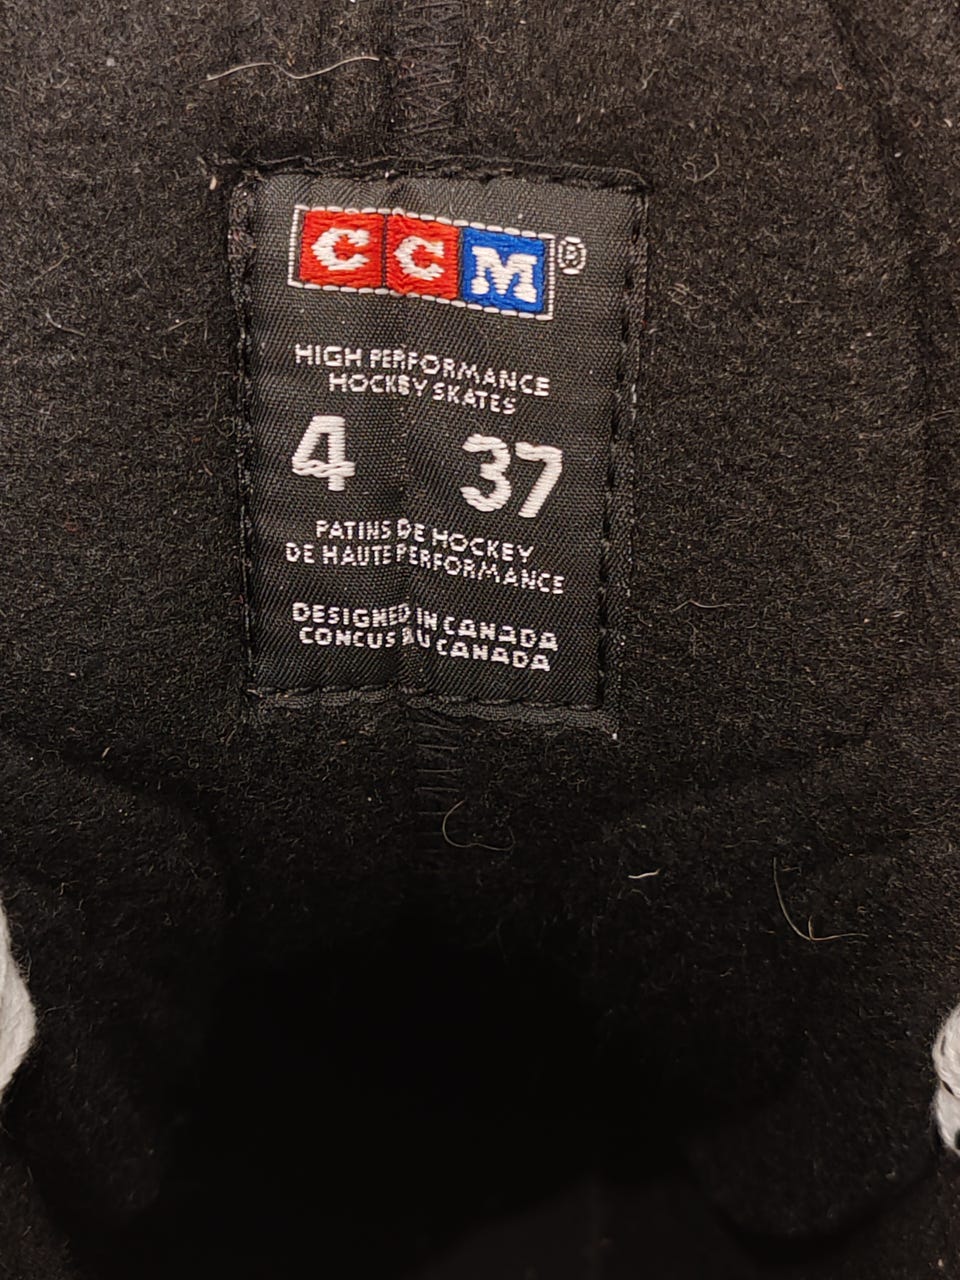 CCM®
HIGH PERFORMANCE
HOCKEY SKATES
4 37
PATINS DE HOCKEY
DE HAUTE PERFORMANCE
DESIGNED IN CANADA
CONCUS AU CANADA